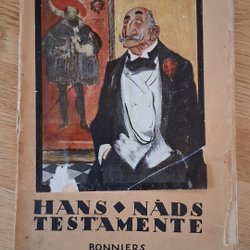 HANS ◆ NÅDS
TESTAMENTE
BONNIERS